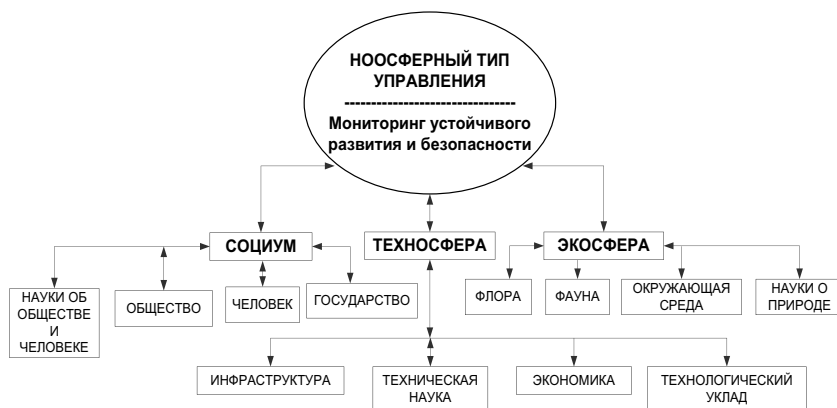 НООСФЕРНЫЙ ТИП
УПРАВЛЕНИЯ
---------------------------------
Мониторинг устойчивого
развития и безопасности
СОЦИУМ
ТЕХНОСФЕРА
ЭКОСФЕРА
НАУКИ ОБ
ОБЩЕСТВЕ
И
ЧЕЛОВЕКЕ
ОБЩЕСТВО
ЧЕЛОВЕК
ГОСУДАРСТВО
ФЛОРА
ФАУНА
ОКРУЖАЮЩАЯ
СРЕДА
НАУКИ О
ПРИРОДЕ
ИНФРАСТРУКТУРА
ТЕХНИЧЕСКАЯ
НАУКА
ЭКОНОМИКА
ТЕХНОЛОГИЧЕСКИЙ
УКЛАД